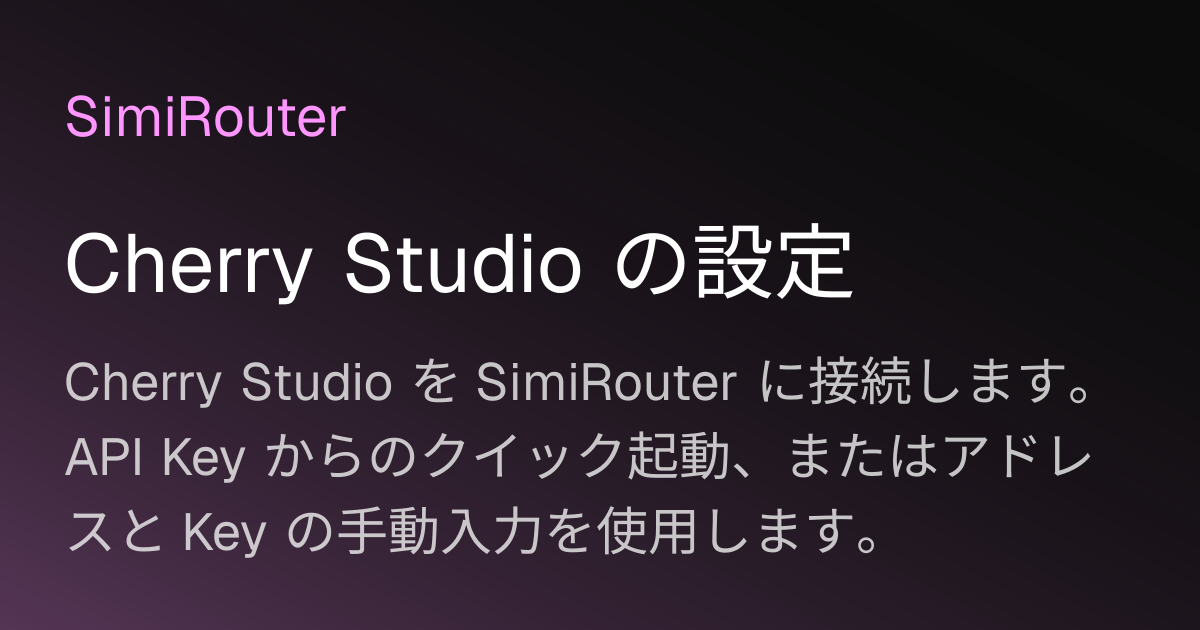 SimiRouter
Cherry Studio の設定
Cherry Studio を SimiRouter に接続します。
API Key からのクイック起動、またはアドレ
スと Key の手動入力を使用します。